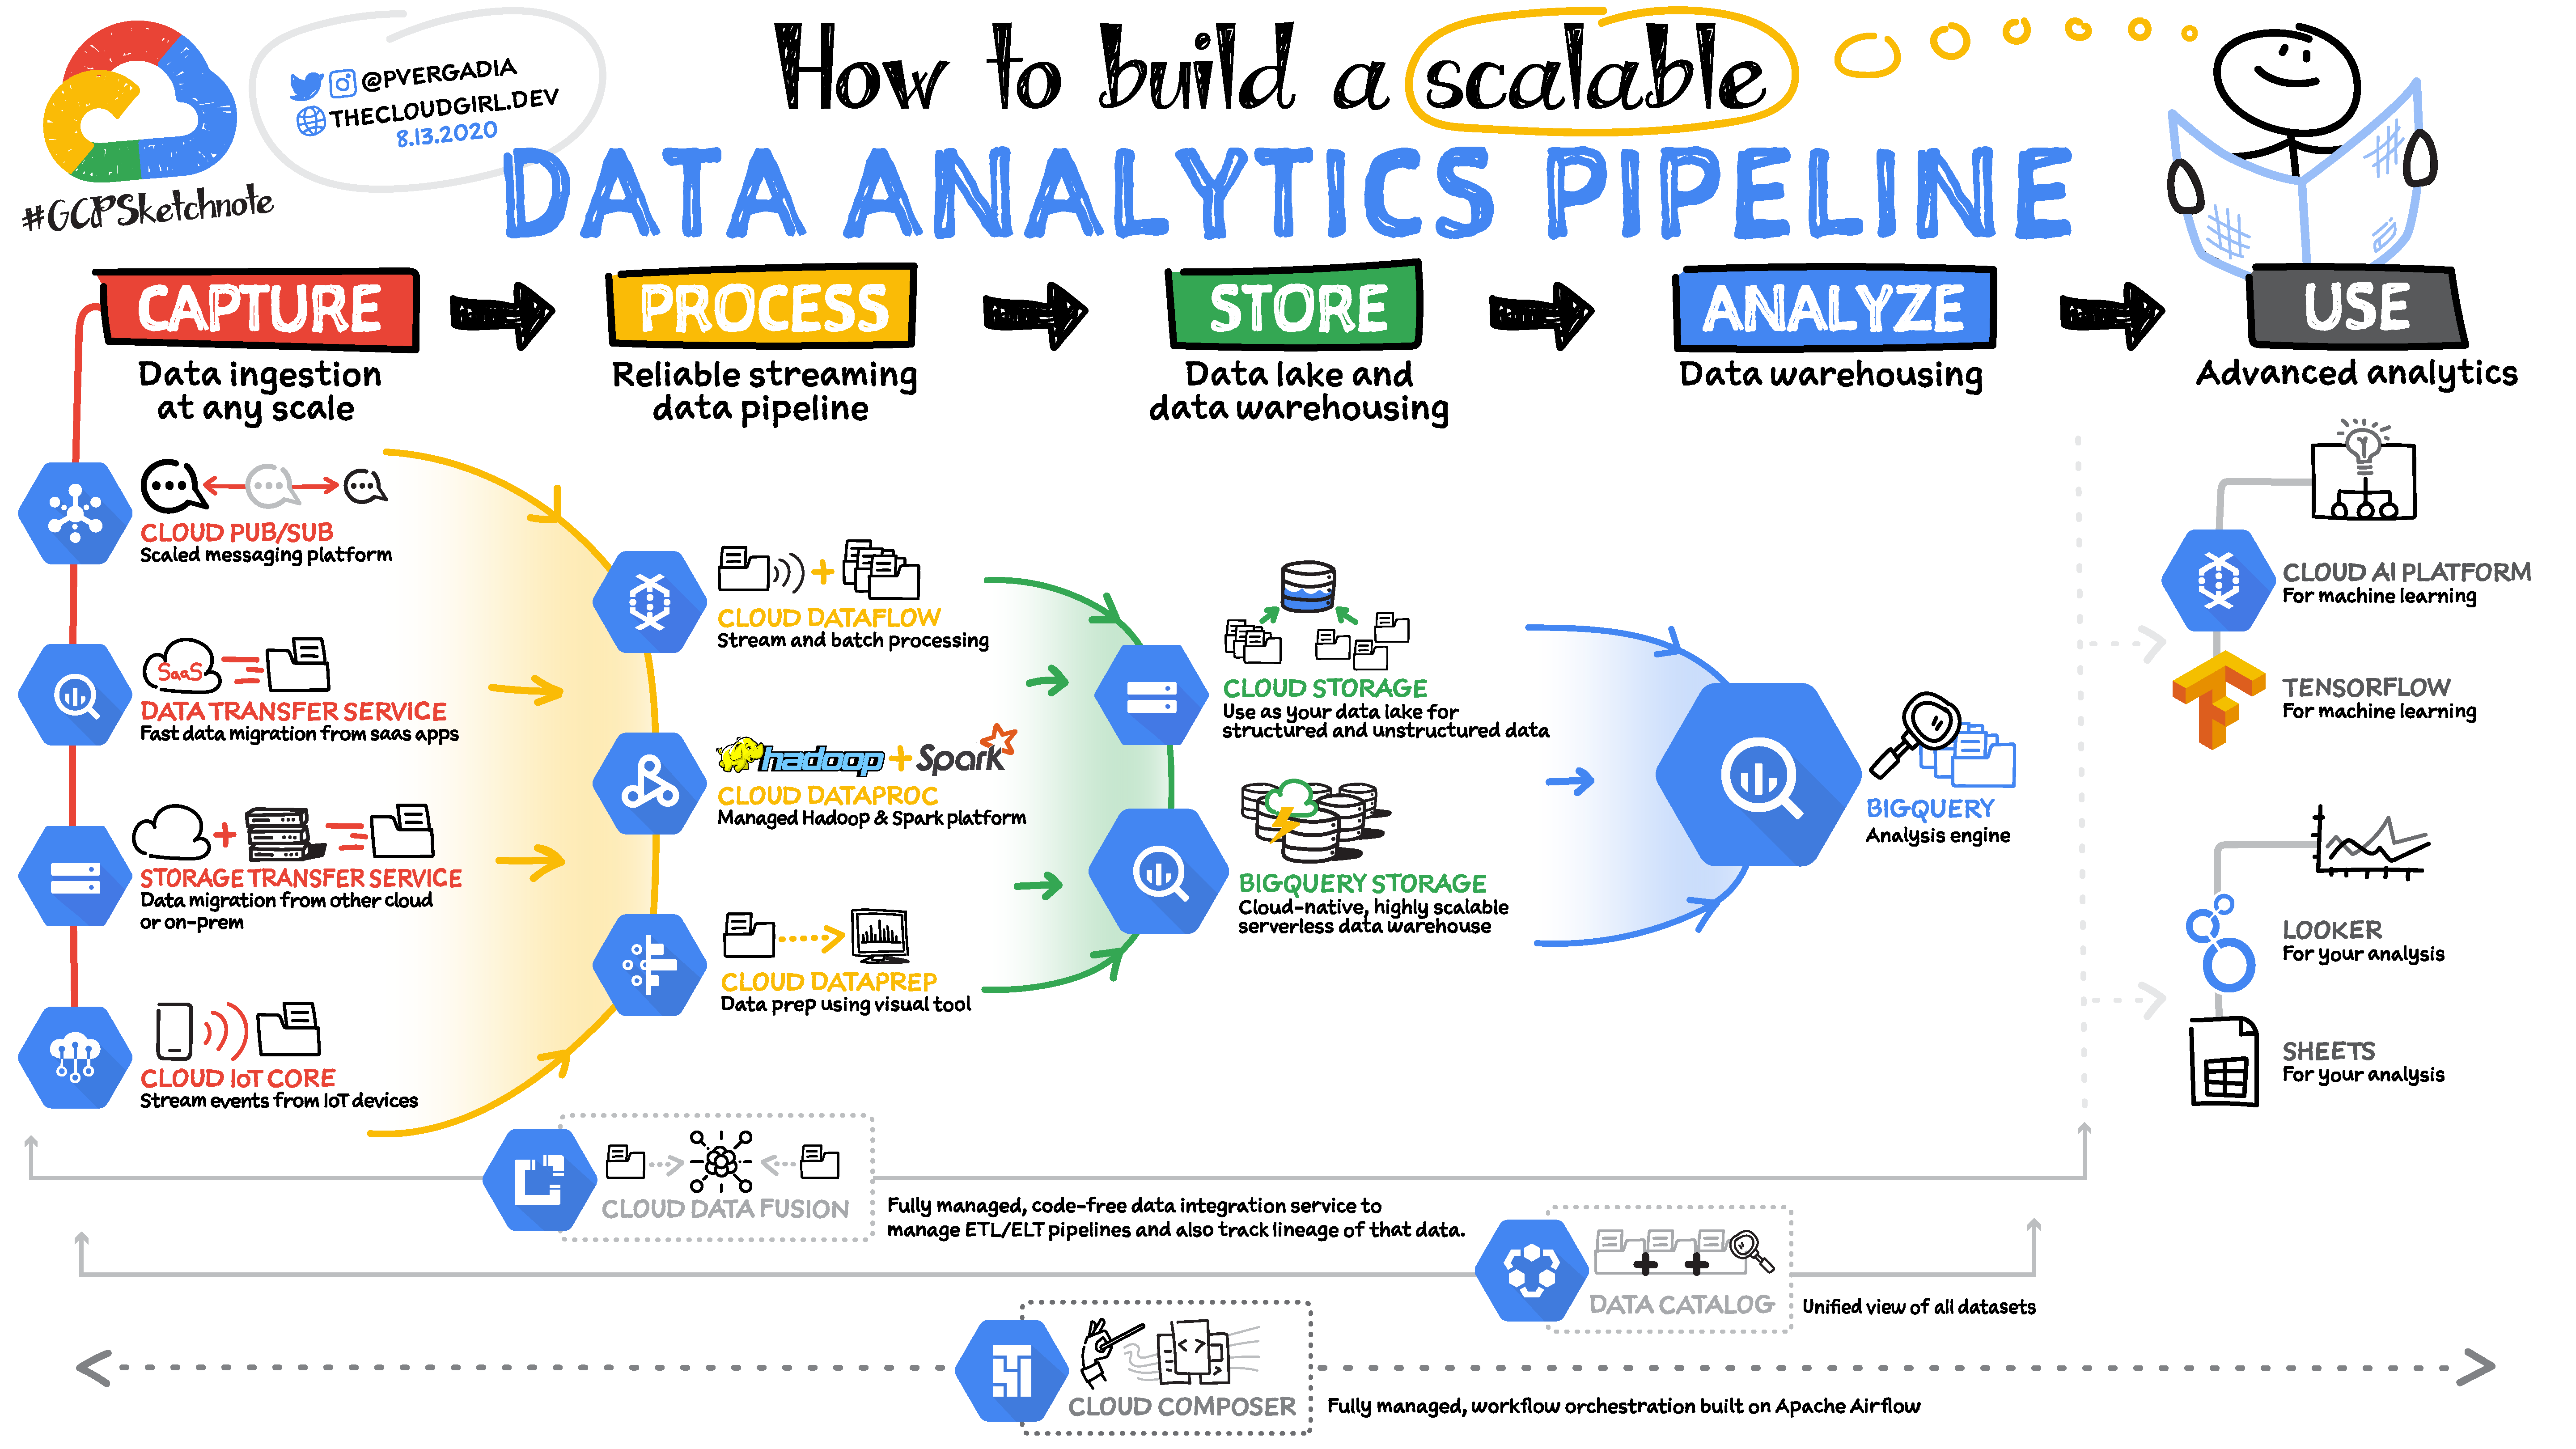 @PVERGADIA
THECLOUDGIRL.DEV
8.13.2020
#GCPSketchnote
How to build a scalable
DATA ANALYTICS PIPELINE
CAPTURE
Data ingestion
at any scale
PROCESS
Reliable streaming
data pipeline
STORE
Data lake and
data warehousing
ANALYZE
Data warehousing
USE
Advanced analytics
CLOUD PUB/SUB
Scaled messaging platform
SaaS
DATA TRANSFER SERVICE
Fast data migration from saas apps
STORAGE TRANSFER SERVICE
Data migration from other cloud
or on-prem
CLOUD IoT CORE
Stream events from IoT devices
CLOUD DATAFLOW
Stream and batch processing
hadoop + Spark
CLOUD DATAPROC
Managed Hadoop & Spark platform
CLOUD DATAPREP
Data prep using visual tool
CLOUD STORAGE
Use as your data lake for
structured and unstructured data
BIGQUERY STORAGE
Cloud-native, highly scalable
serverless data warehouse
BIGQUERY
Analysis engine
CLOUD AI PLATFORM
For machine learning
TENSORFLOW
For machine learning
LOOKER
For your analysis
SHEETS
For your analysis
CLOUD DATA FUSION
Fully managed, code-free data integration service to
manage ETL/ELT pipelines and also track lineage of that data.
DATA CATALOG
Unified view of all datasets
CLOUD COMPOSER
Fully managed, workflow orchestration built on Apache Airflow